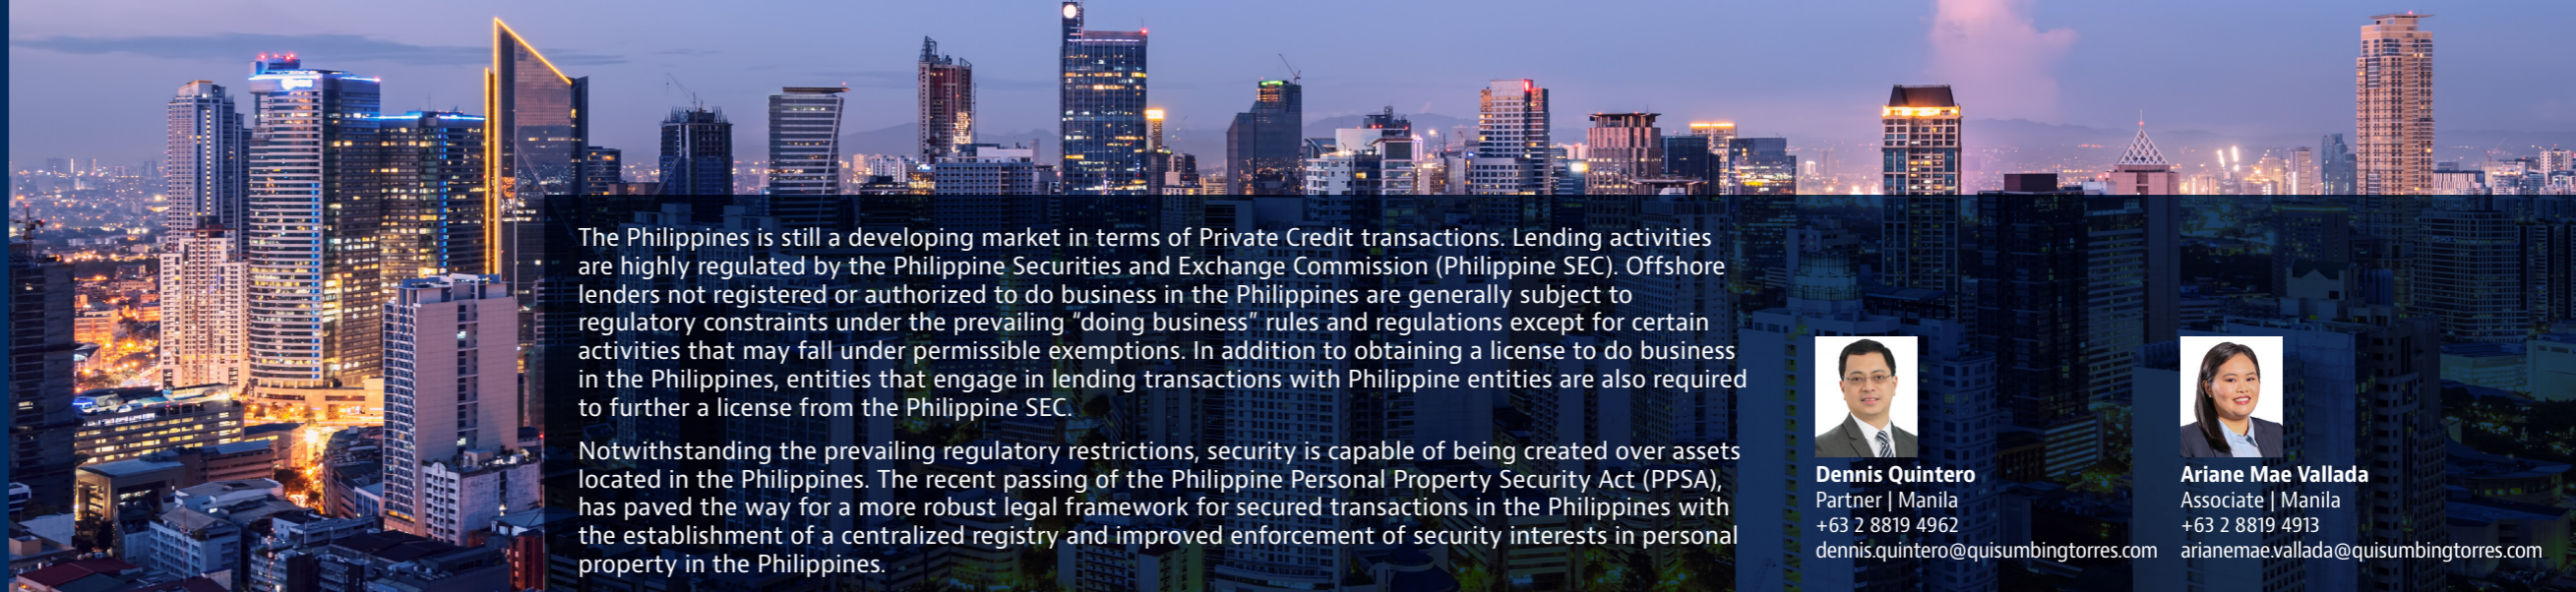 The Philippines is still a developing market in terms of Private Credit transactions. Lending activities
are highly regulated by the Philippine Securities and Exchange Commission (Philippine SEC). Offshore
lenders not registered or authorized to do business in the Philippines are generally subject to
regulatory constraints under the prevailing “doing business” rules and regulations except for certain
activities that may fall under permissible exemptions. In addition to obtaining a license to do business
in the Philippines, entities that engage in lending transactions with Philippine entities are also required
to further a license from the Philippine SEC.
Notwithstanding the prevailing regulatory restrictions, security is capable of being created over assets
located in the Philippines. The recent passing of the Philippine Personal Property Security Act (PPSA),
has paved the way for a more robust legal framework for secured transactions in the Philippines with
the establishment of a centralized registry and improved enforcement of security interests in personal
property in the Philippines.
Dennis Quintero
Partner | Manila
+63 2 8819 4962
dennis.quintero@quisumbingtorres.com
Ariane Mae Vallada
Associate | Manila
+63 2 8819 4913
arianemae.vallada@quisumbingtorres.com